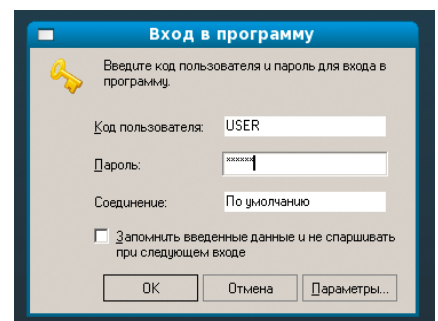 Вход в программу
Введите код пользователя и пароль для входа в
программу.
Код пользователя: USER
Пароль: ******
Соединение: По умолчанию
Запомнить введенные данные и не спаршивать
при следующем входе
OK Отмена Параметры...